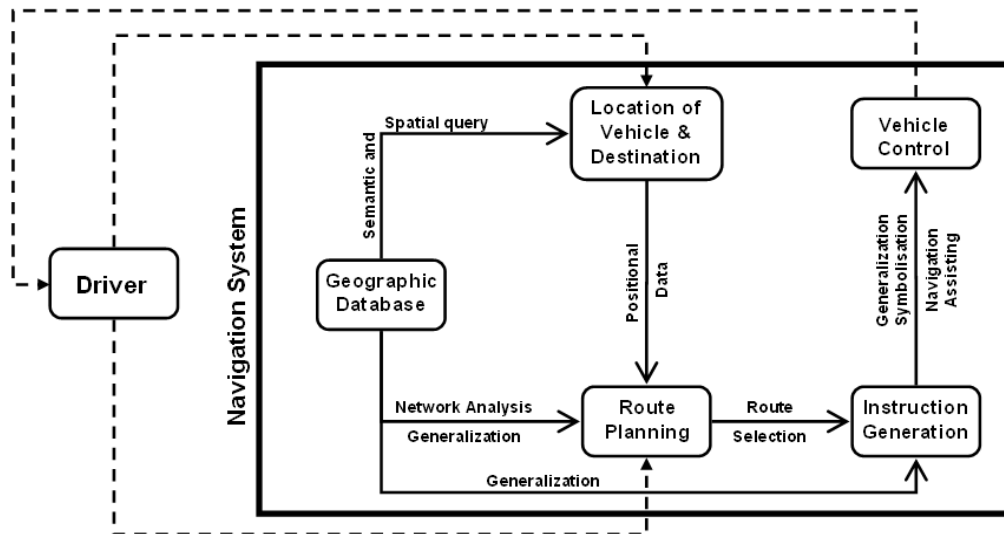 Location of
Vehicle &
Destination
Vehicle
Control
Spatial query
Semantic and
Navigation System
Driver
Geographic
Database
Positional
Data
Generalization
Symbolisation
Navigation
Assisting
Network Analysis
Generalization
Route
Planning
Route
Selection
Instruction
Generation
Generalization